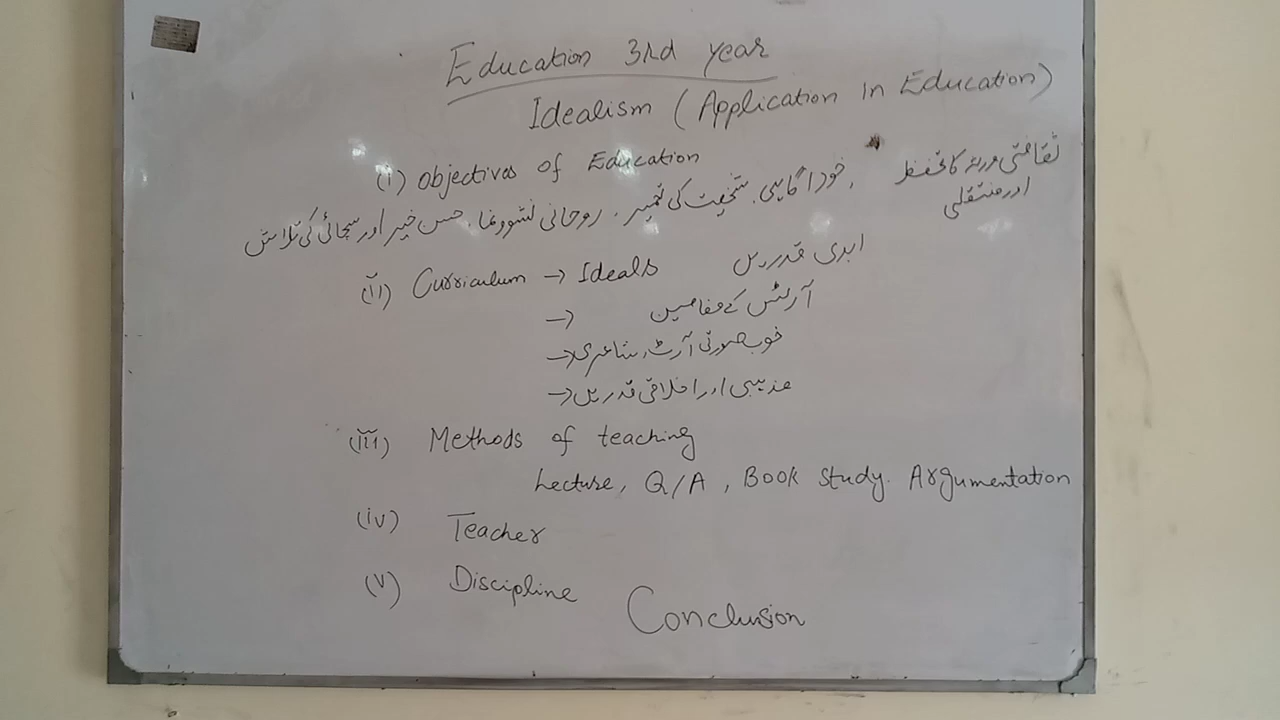 Education 3rd year
Idealism (Application in Education)
(i) Objectives of Education
ثقافتی ورثہ کا تحفظ اور منتقلی
خود آگاہی، شخصیت کی تعمیر، روحانی نشوونما، حسن خیر اور سچائی کی تلاش
(ii) Curriculum → Ideals ابدی قدریں
→ آرٹس کے مضامین
→ خوبصورتی آرٹ، شاعری
→ مذہبی اور اخلاقی قدریں
(iii) Methods of teaching
Lecture, Q/A, Book Study. Argumentation
(iv) Teacher
(v) Discipline
Conclusion